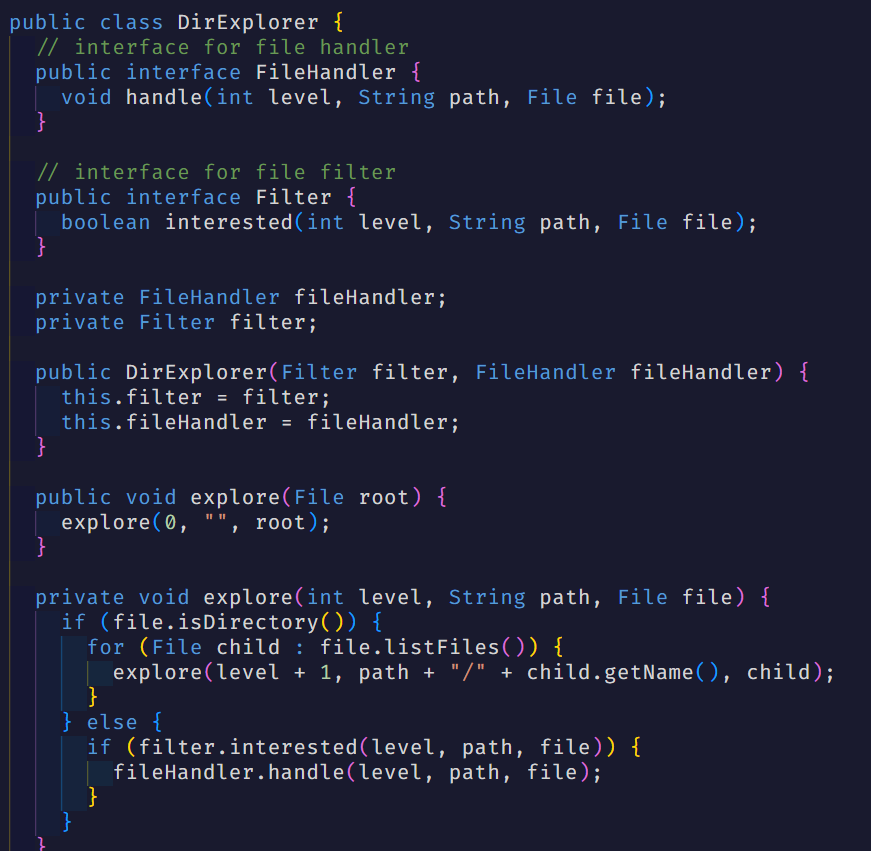 public class DirExplorer {
  // interface for file handler
  public interface FileHandler {
    void handle(int level, String path, File file);
  }

  // interface for file filter
  public interface Filter {
    boolean interested(int level, String path, File file);
  }

  private FileHandler fileHandler;
  private Filter filter;

  public DirExplorer(Filter filter, FileHandler fileHandler) {
    this.filter = filter;
    this.fileHandler = fileHandler;
  }

  public void explore(File root) {
    explore(0, "", root);
  }

  private void explore(int level, String path, File file) {
    if (file.isDirectory()) {
      for (File child : file.listFiles()) {
        explore(level + 1, path + "/" + child.getName(), child);
      }
    } else {
      if (filter.interested(level, path, file)) {
        fileHandler.handle(level, path, file);
      }
    }
  }